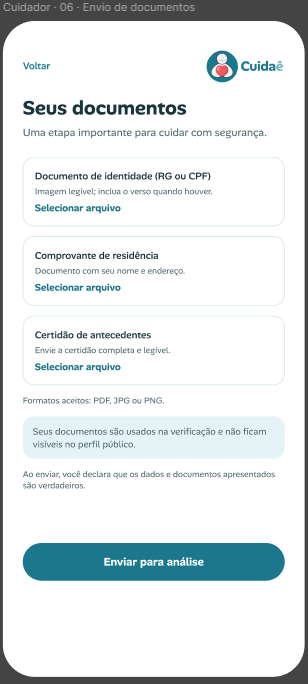 Cuidador · 06 · Envio de documentos
Voltar
Cuidaê
Seus documentos
Uma etapa importante para cuidar com segurança.
Documento de identidade (RG ou CPF)
Imagem legível; inclua o verso quando houver.
Selecionar arquivo
Comprovante de residência
Documento com seu nome e endereço.
Selecionar arquivo
Certidão de antecedentes
Envie a certidão completa e legível.
Selecionar arquivo
Formatos aceitos: PDF, JPG ou PNG.
Seus documentos são usados na verificação e não ficam
visíveis no perfil público.
Ao enviar, você declara que os dados e documentos apresentados
são verdadeiros.
Enviar para análise